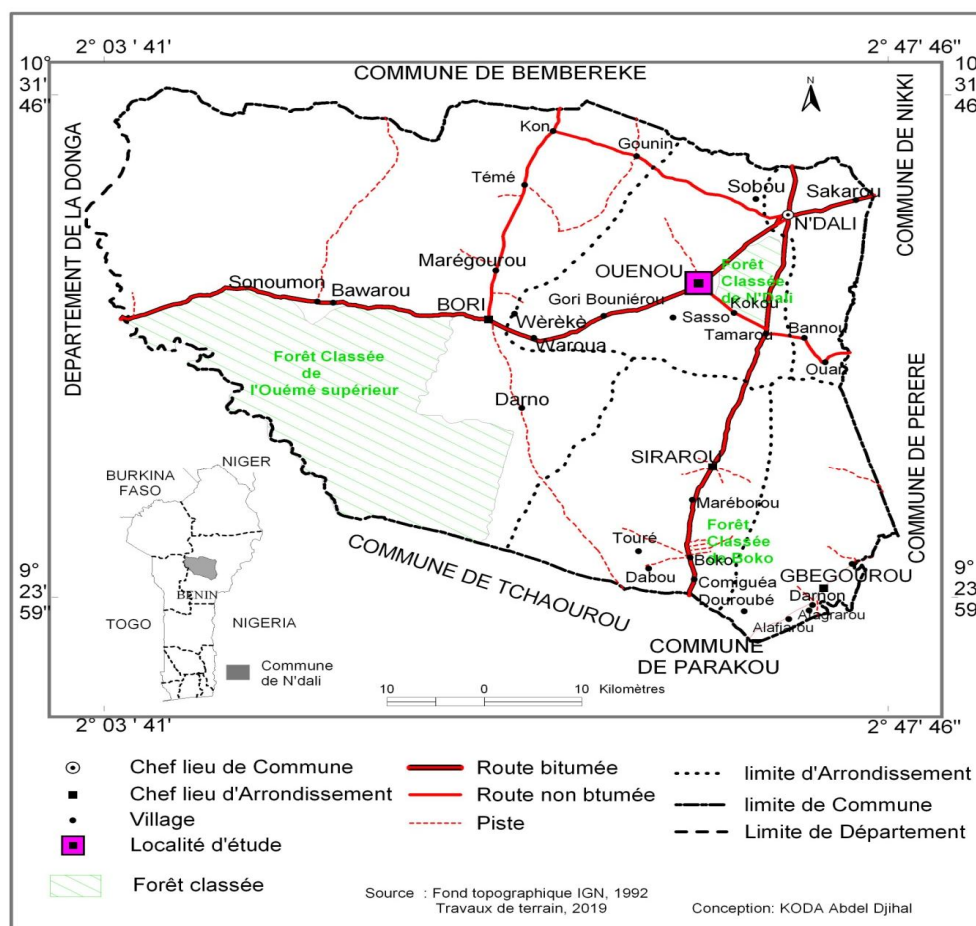 2° 03 ' 41"
2° 47' 46"
10°
31
46"
10°
31
46
COMMUNE DE BEMBEREKE
N
COMMUNE DE NIKKI
DEPARTEMENT DE LA DONGA
Kon
Gounin
Témé
Sobou
Sakarou
N'DALI
Marégourou
OUENOU
Forêt
Classée
de N'Dali
Sonoumon
Bawarou
BORI
Gori Bouniérou
Kokou
Wèrèkè
Sasso
Tamarou
Bannou
Waroua
Ouari
Forêt Classée
de
l'Ouémé supérieur
Darno
COMMUNE DE PERERE
SIRAROU
Maréborou
NIGER
BURKINA
FASO
Forêt
Classée
de Boko
Touré
Boko
Dabou
GBEGOUROU
Comiguéa
Damon
Douroubé
Alagrarou
Alafiarou
9°
23
59"
9°
23
59
COMMUNE DE TCHAOUROU
COMMUNE
DE PARAKOU
BENIN
TOGO
NIGERIA
Commune
de N'dali
10 0 10 Kilomètres
2° 03 ' 41"
2° 47' 46"
Chef lieu de Commune
Chef lieu d'Arrondissement
Village
Localité d'étude
Forêt classée
Route bitumée
Route non btumée
Piste
limite d'Arrondissement
limite de Commune
Limite de Département
Source : Fond topographique IGN, 1992
Travaux de terrain, 2019
Conception: KODA Abdel Djihal